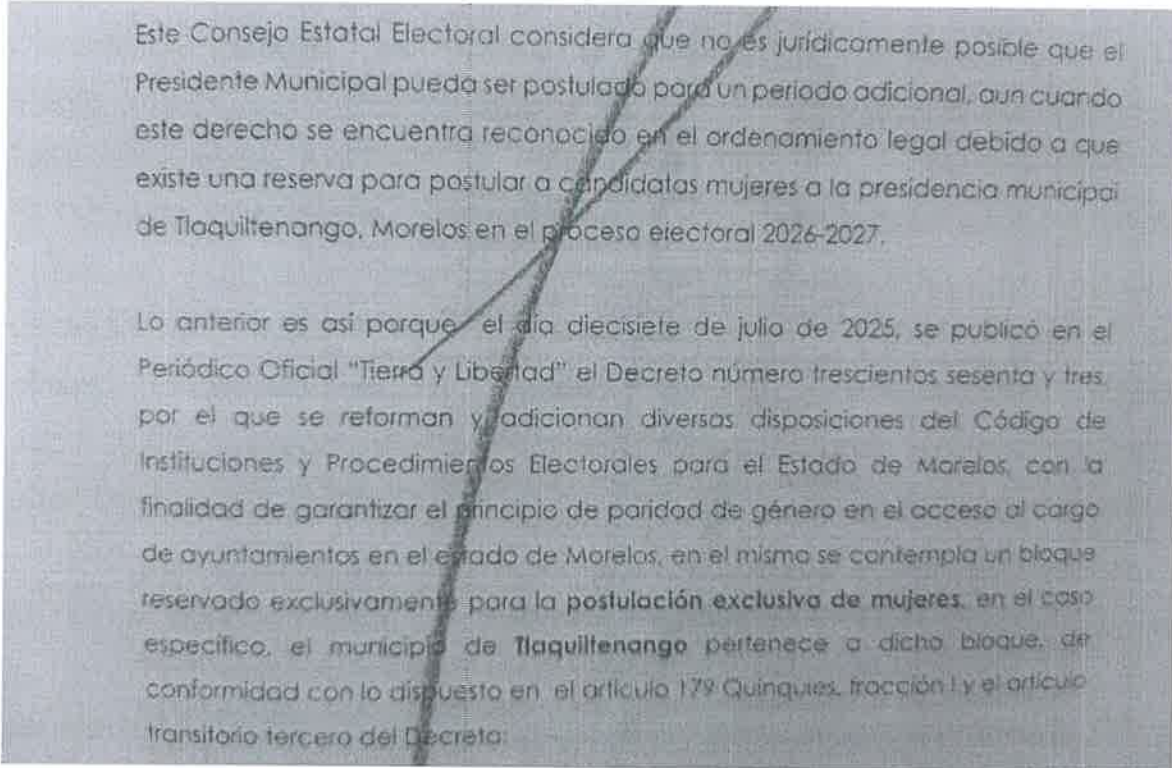 Este Consejo Estatal Electoral considera que no es jurídicamente posible que el
Presidente Municipal pueda ser postulado para un periodo adicional, aun cuando
este derecho se encuentra reconocido en el ordenamiento legal debido a que
existe una reserva para postular a candidatas mujeres a la presidencia municipal
de Tlaquiltenango, Morelos en el proceso electoral 2026-2027.
Lo anterior es así porque, el día diecisiete de julio de 2025, se publicó en el
Periódico Oficial "Tierra y Libertad" el Decreto número trescientos sesenta y tres,
por el que se reforman y adicionan diversas disposiciones del Código de
Instituciones y Procedimientos Electorales para el Estado de Morelos, con la
finalidad de garantizar el principio de paridad de género en el acceso al cargo
de ayuntamientos en el estado de Morelos, en el mismo se contempla un bloque
reservado exclusivamente para la postulación exclusiva de mujeres, en el caso
específico, el municipio de Tlaquiltenango pertenece a dicho bloque, de
conformidad con lo dispuesto en el artículo 179 Quinquies, fracción I y el artículo
transitorio tercero del Decreto: